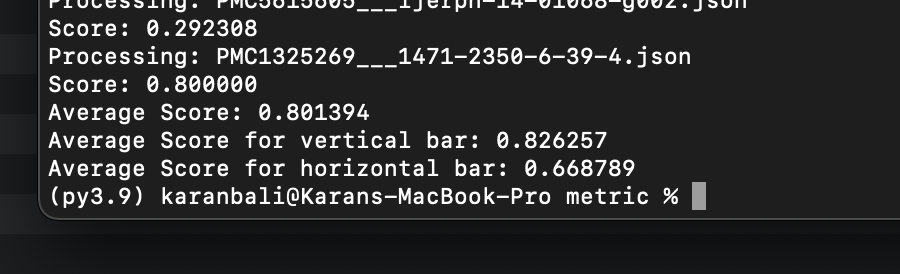 Processing: PMC5615605___ijerph-14-01068-g002.json
Score: 0.292308
Processing: PMC1325269___1471-2350-6-39-4.json
Score: 0.800000
Average Score: 0.801394
Average Score for vertical bar: 0.826257
Average Score for horizontal bar: 0.668789
(py3.9) karanbali@Karans-MacBook-Pro metric %